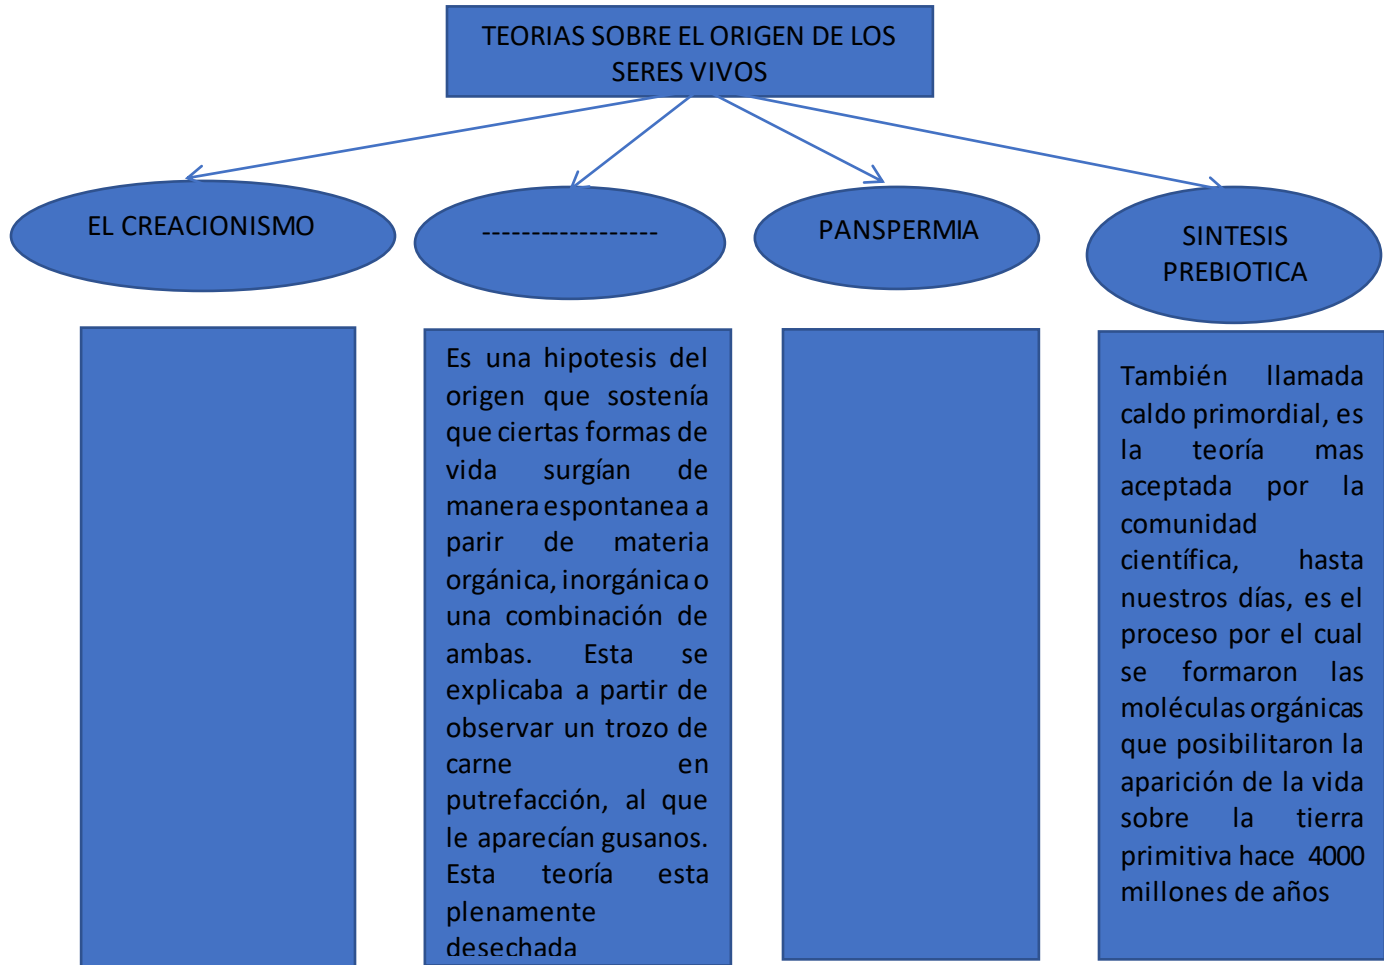 TEORIAS SOBRE EL ORIGEN DE LOS
SERES VIVOS
EL CREACIONISMO
------------------
PANSPERMIA
SINTESIS
PREBIOTICA
Es una hipotesis del
origen que sostenía
que ciertas formas de
vida surgían de
manera espontanea a
parir de materia
orgánica, inorgánica o
una combinación de
ambas. Esta se
explicaba a partir de
observar un trozo de
carne en
putrefacción, al que
le aparecían gusanos.
Esta teoría esta
plenamente
desechada
También llamada
caldo primordial, es
la teoría mas
aceptada por la
comunidad
científica, hasta
nuestros días, es el
proceso por el cual
se formaron las
moléculas orgánicas
que posibilitaron la
aparición de la vida
sobre la tierra
primitiva hace 4000
millones de años